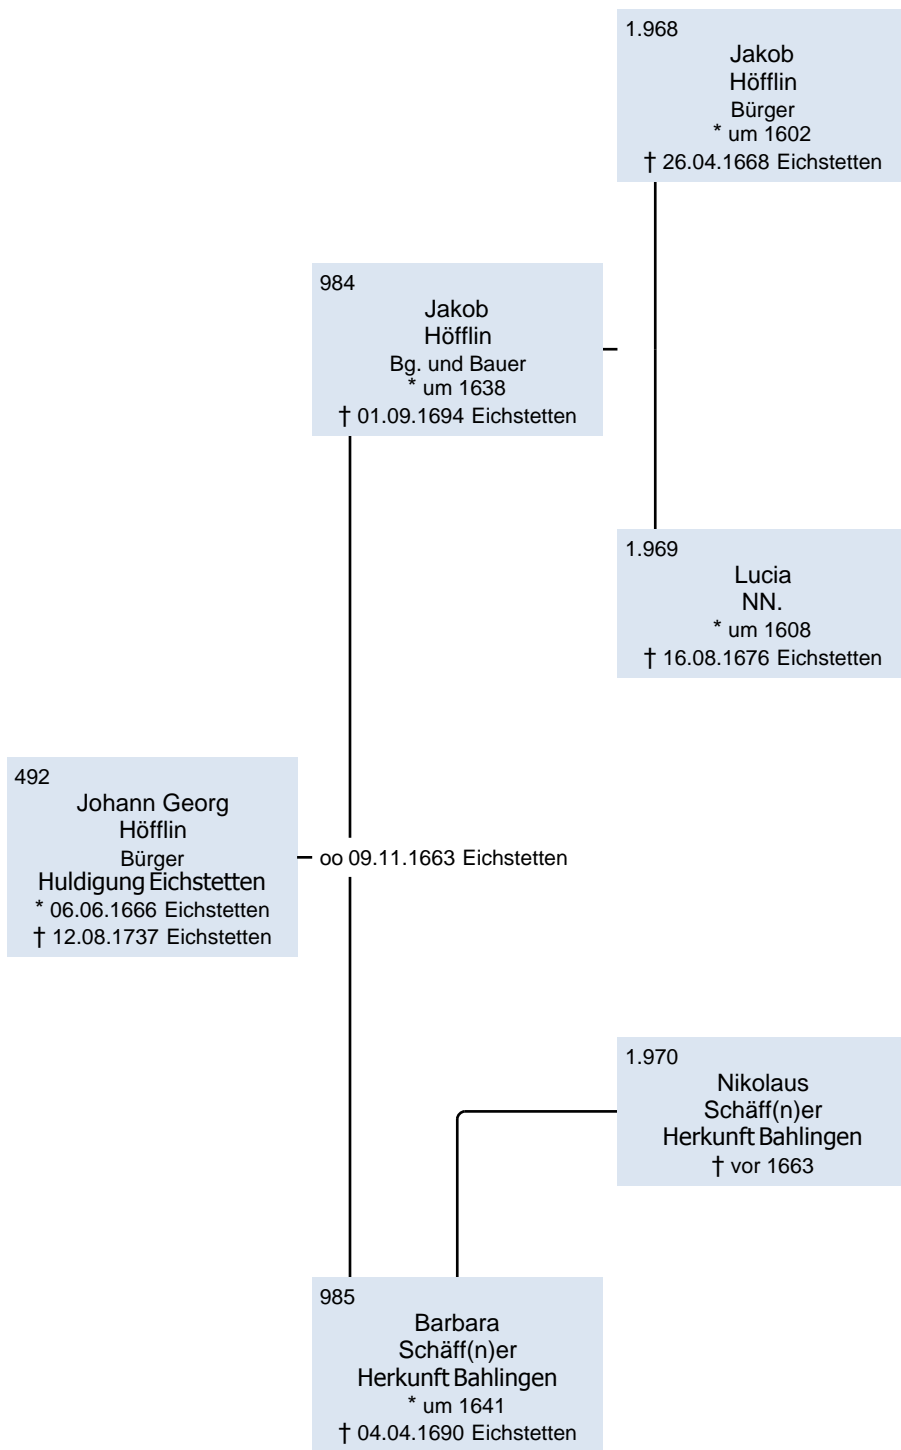 1.968
Jakob
Höfflin
Bürger
* um 1602
† 26.04.1668 Eichstetten
984
Jakob
Höfflin
Bg. und Bauer
* um 1638
† 01.09.1694 Eichstetten
1.969
Lucia
NN.
* um 1608
† 16.08.1676 Eichstetten
492
Johann Georg
Höfflin
Bürger
Huldigung Eichstetten
* 06.06.1666 Eichstetten
† 12.08.1737 Eichstetten
oo 09.11.1663 Eichstetten
1.970
Nikolaus
Schäff(n)er
Herkunft Bahlingen
† vor 1663
985
Barbara
Schäff(n)er
Herkunft Bahlingen
* um 1641
† 04.04.1690 Eichstetten